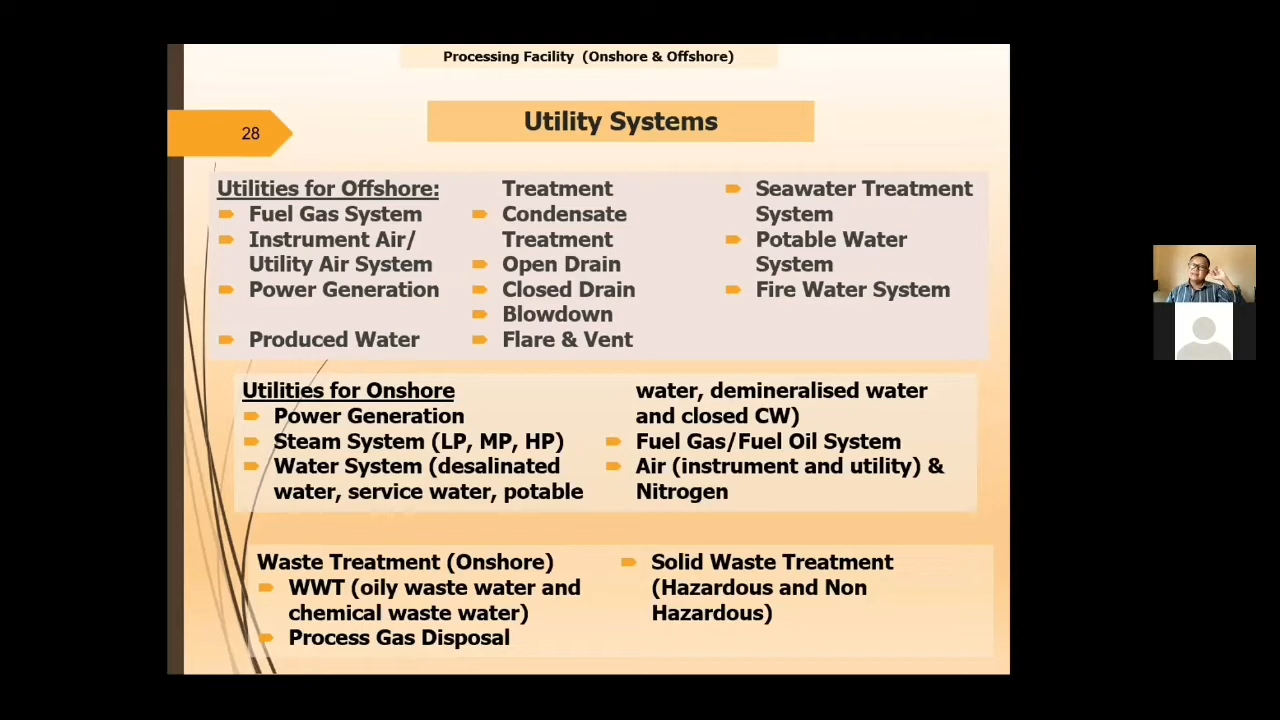 Processing Facility (Onshore & Offshore)
Utility Systems
28
Utilities for Offshore:
Fuel Gas System
Instrument Air/
Utility Air System
Power Generation
Produced Water
Treatment
Condensate
Treatment
Open Drain
Closed Drain
Blowdown
Flare & Vent
Seawater Treatment
System
Potable Water
System
Fire Water System
Utilities for Onshore
Power Generation
Steam System (LP, MP, HP)
Water System (desalinated
water, service water, potable
water, demineralised water
and closed CW)
Fuel Gas/Fuel Oil System
Air (instrument and utility) &
Nitrogen
Waste Treatment (Onshore)
WWT (oily waste water and
chemical waste water)
Process Gas Disposal
Solid Waste Treatment
(Hazardous and Non
Hazardous)